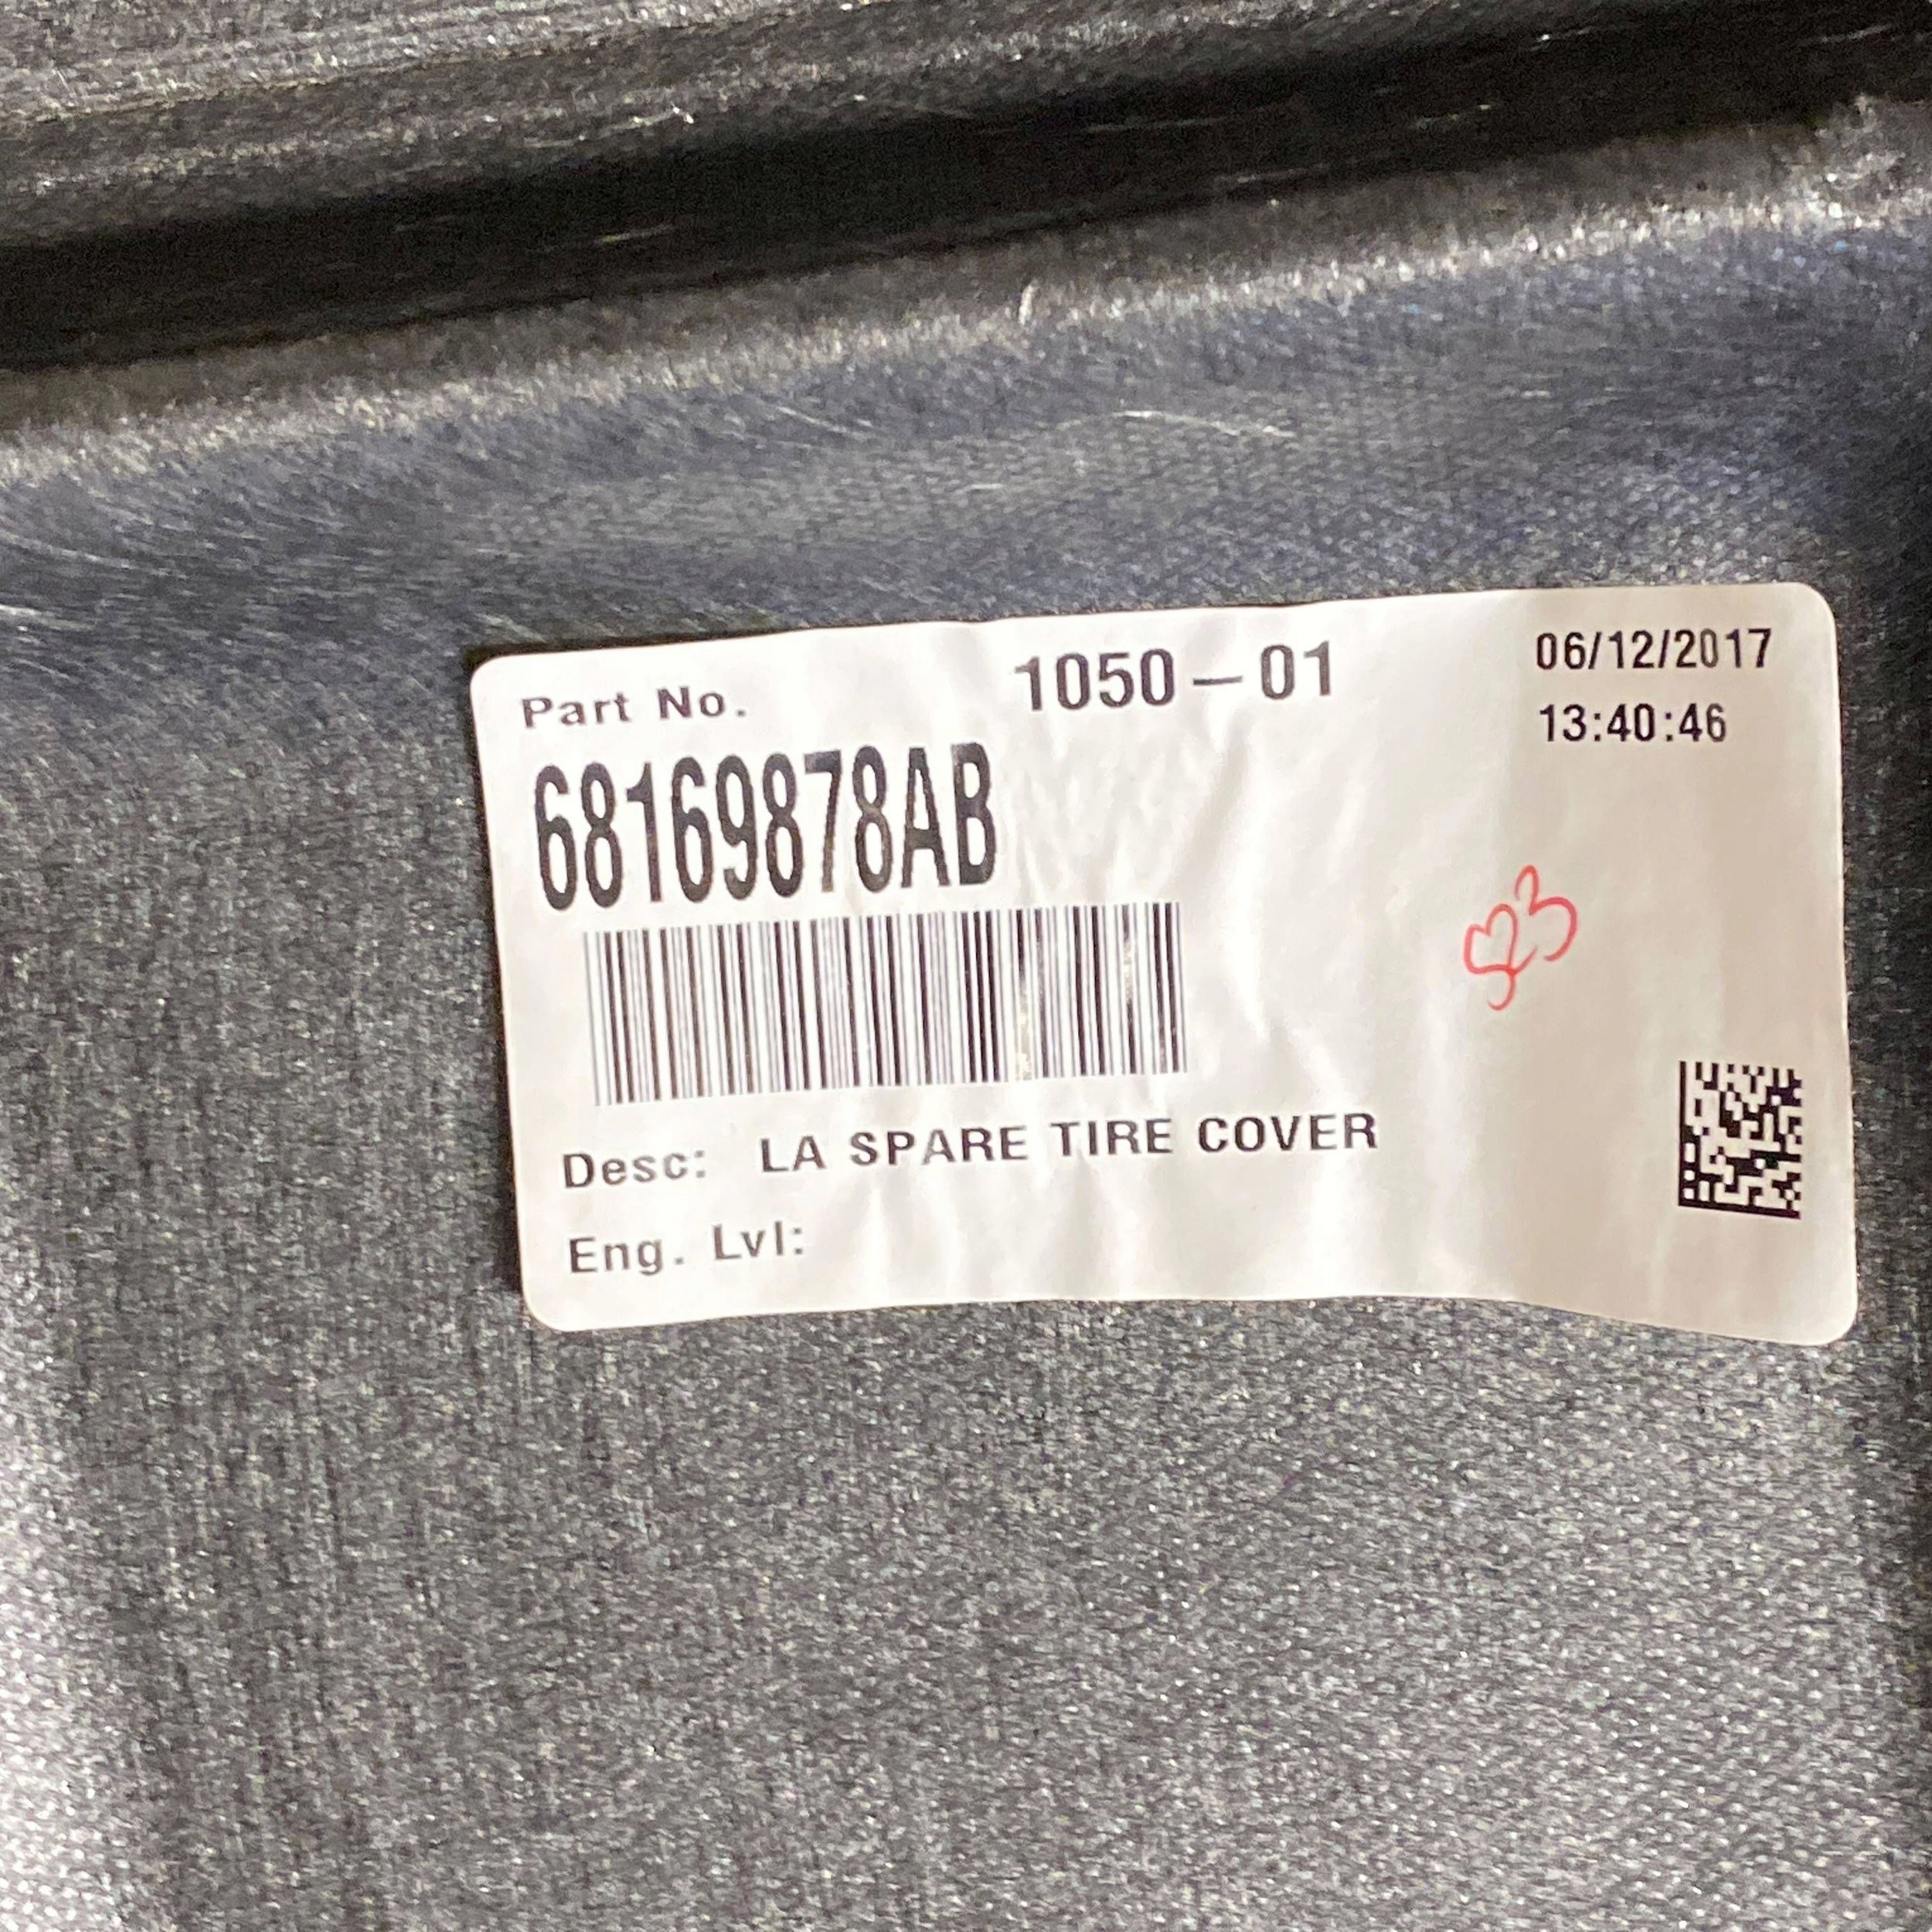 Part No. 1050-01 06/12/2017
13:40:46
68169878AB
Desc: LA SPARE TIRE COVER
Eng. Lvl: